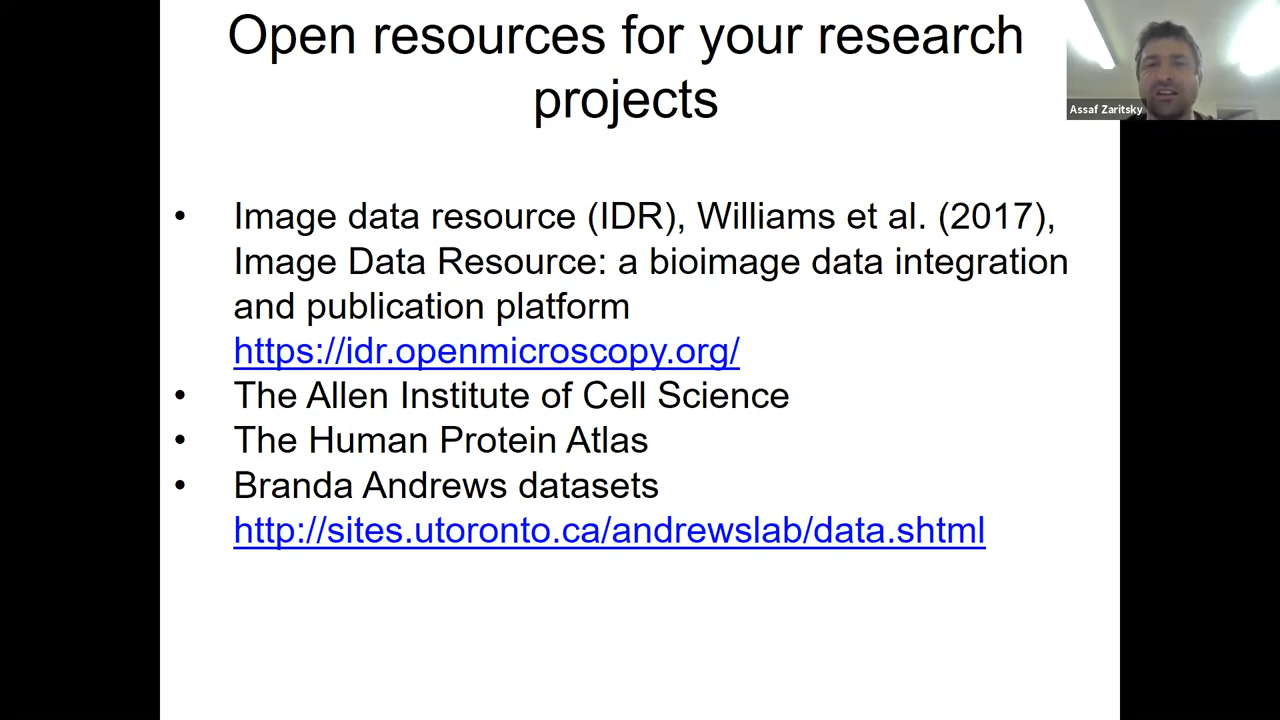 Open resources for your research
projects
Assaf Zaritsky
• Image data resource (IDR), Williams et al. (2017),
Image Data Resource: a bioimage data integration
and publication platform
https://idr.openmicroscopy.org/
• The Allen Institute of Cell Science
• The Human Protein Atlas
• Branda Andrews datasets
http://sites.utoronto.ca/andrewslab/data.shtml